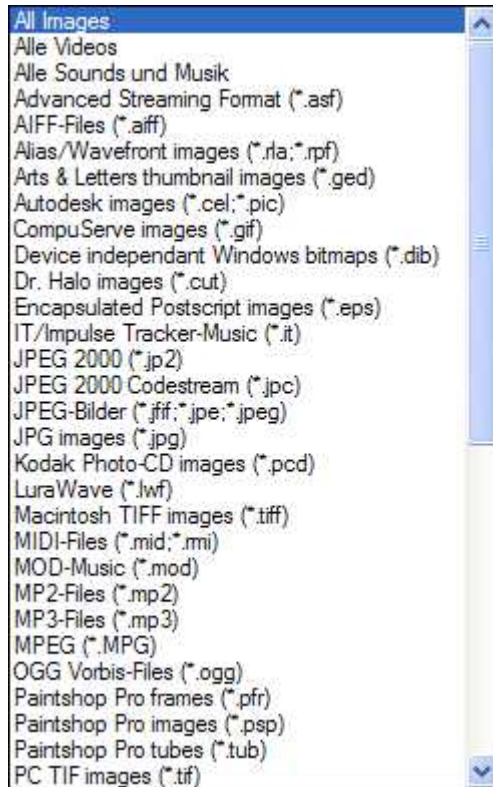 All Images
Alle Videos
Alle Sounds und Musik
Advanced Streaming Format (*.asf)
AIFF-Files (*.aiff)
Alias/Wavefront images (*.rla;*.rpf)
Arts & Letters thumbnail images (*.ged)
Autodesk images (*.cel;*.pic)
CompuServe images (*.gif)
Device independant Windows bitmaps (*.dib)
Dr. Halo images (*.cut)
Encapsulated Postscript images (*.eps)
IT/Impulse Tracker-Music (*.it)
JPEG 2000 (*.jp2)
JPEG 2000 Codestream (*.jpc)
JPEG-Bilder (*.jfif;*.jpe;*.jpeg)
JPG images (*.jpg)
Kodak Photo-CD images (*.pcd)
LuraWave (*.lwf)
Macintosh TIFF images (*.tiff)
MIDI-Files (*.mid;*.rmi)
MOD-Music (*.mod)
MP2-Files (*.mp2)
MP3-Files (*.mp3)
MPEG (*.MPG)
OGG Vorbis-Files (*.ogg)
Paintshop Pro frames (*.pfr)
Paintshop Pro images (*.psp)
Paintshop Pro tubes (*.tub)
PC TIF images (*.tif)